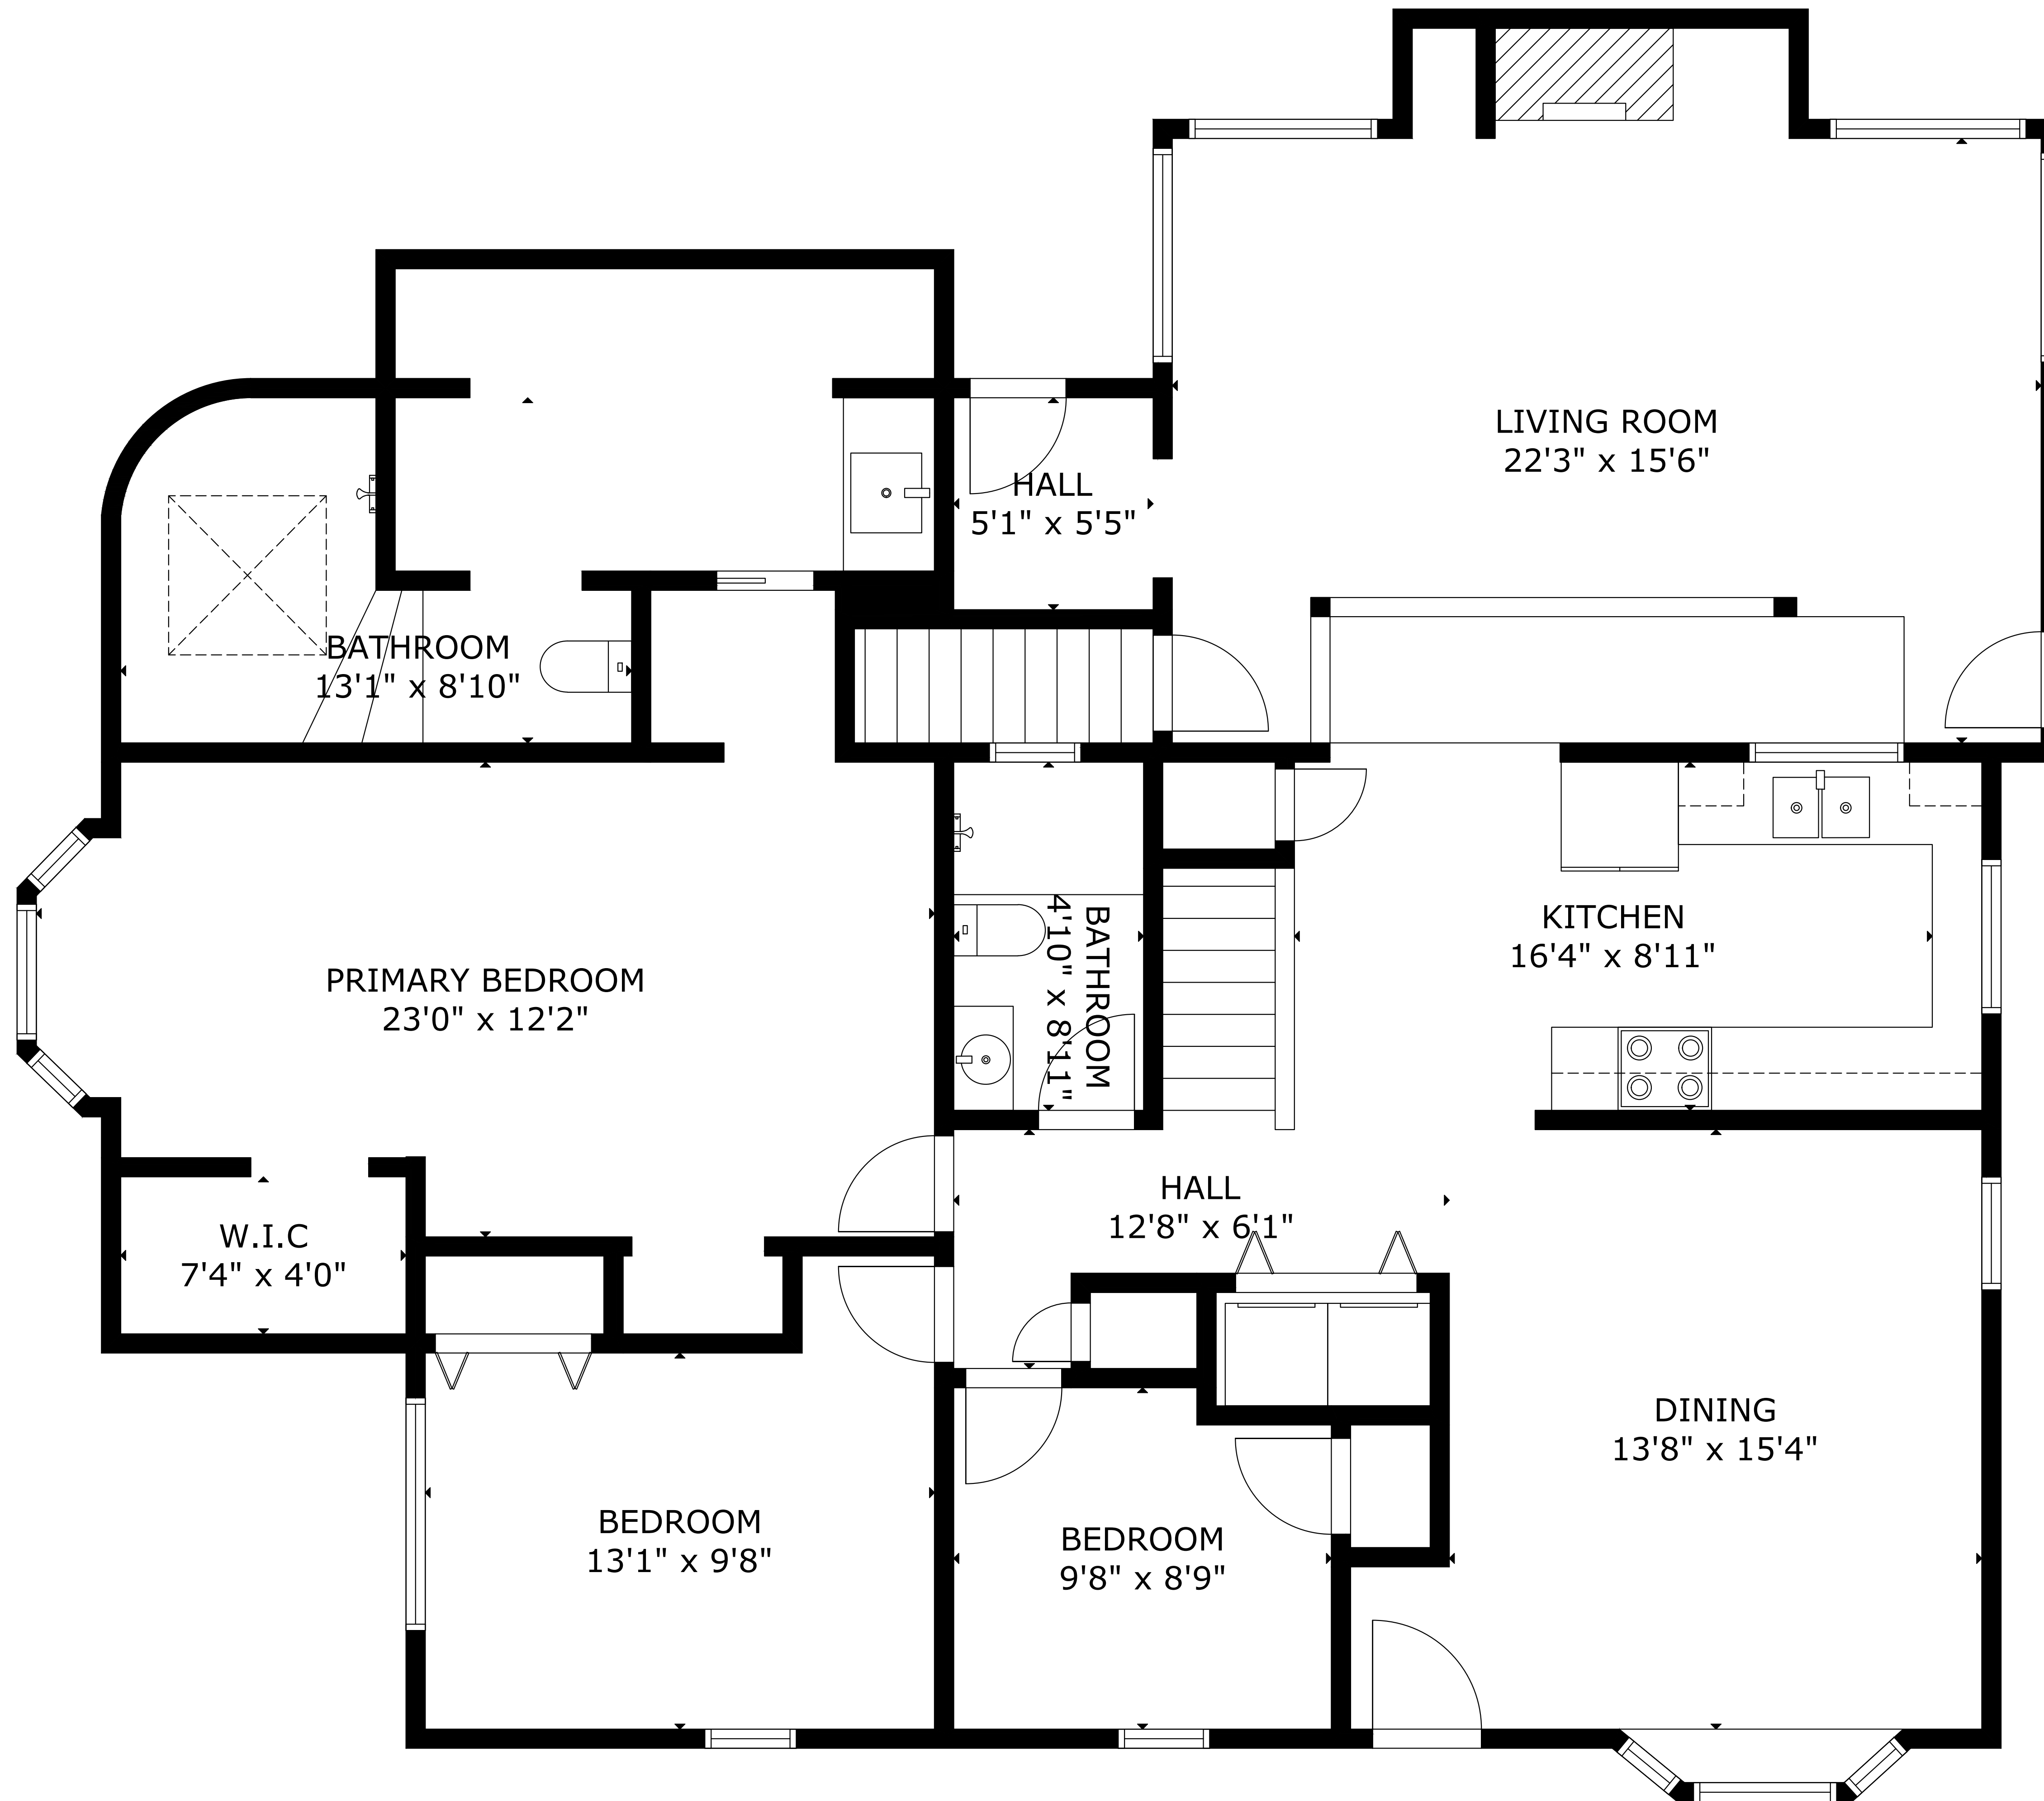 LIVING ROOM
22'3" x 15'6"
HALL
5'1" x 5'5"
BATHROOM
13'1" x 8'10"
KITCHEN
16'4" x 8'11"
BATHROOM
4'10" x 8'11"
PRIMARY BEDROOM
23'0" x 12'2"
HALL
12'8" x 6'1"
W.I.C
7'4" x 4'0"
DINING
13'8" x 15'4"
BEDROOM
13'1" x 9'8"
BEDROOM
9'8" x 8'9"